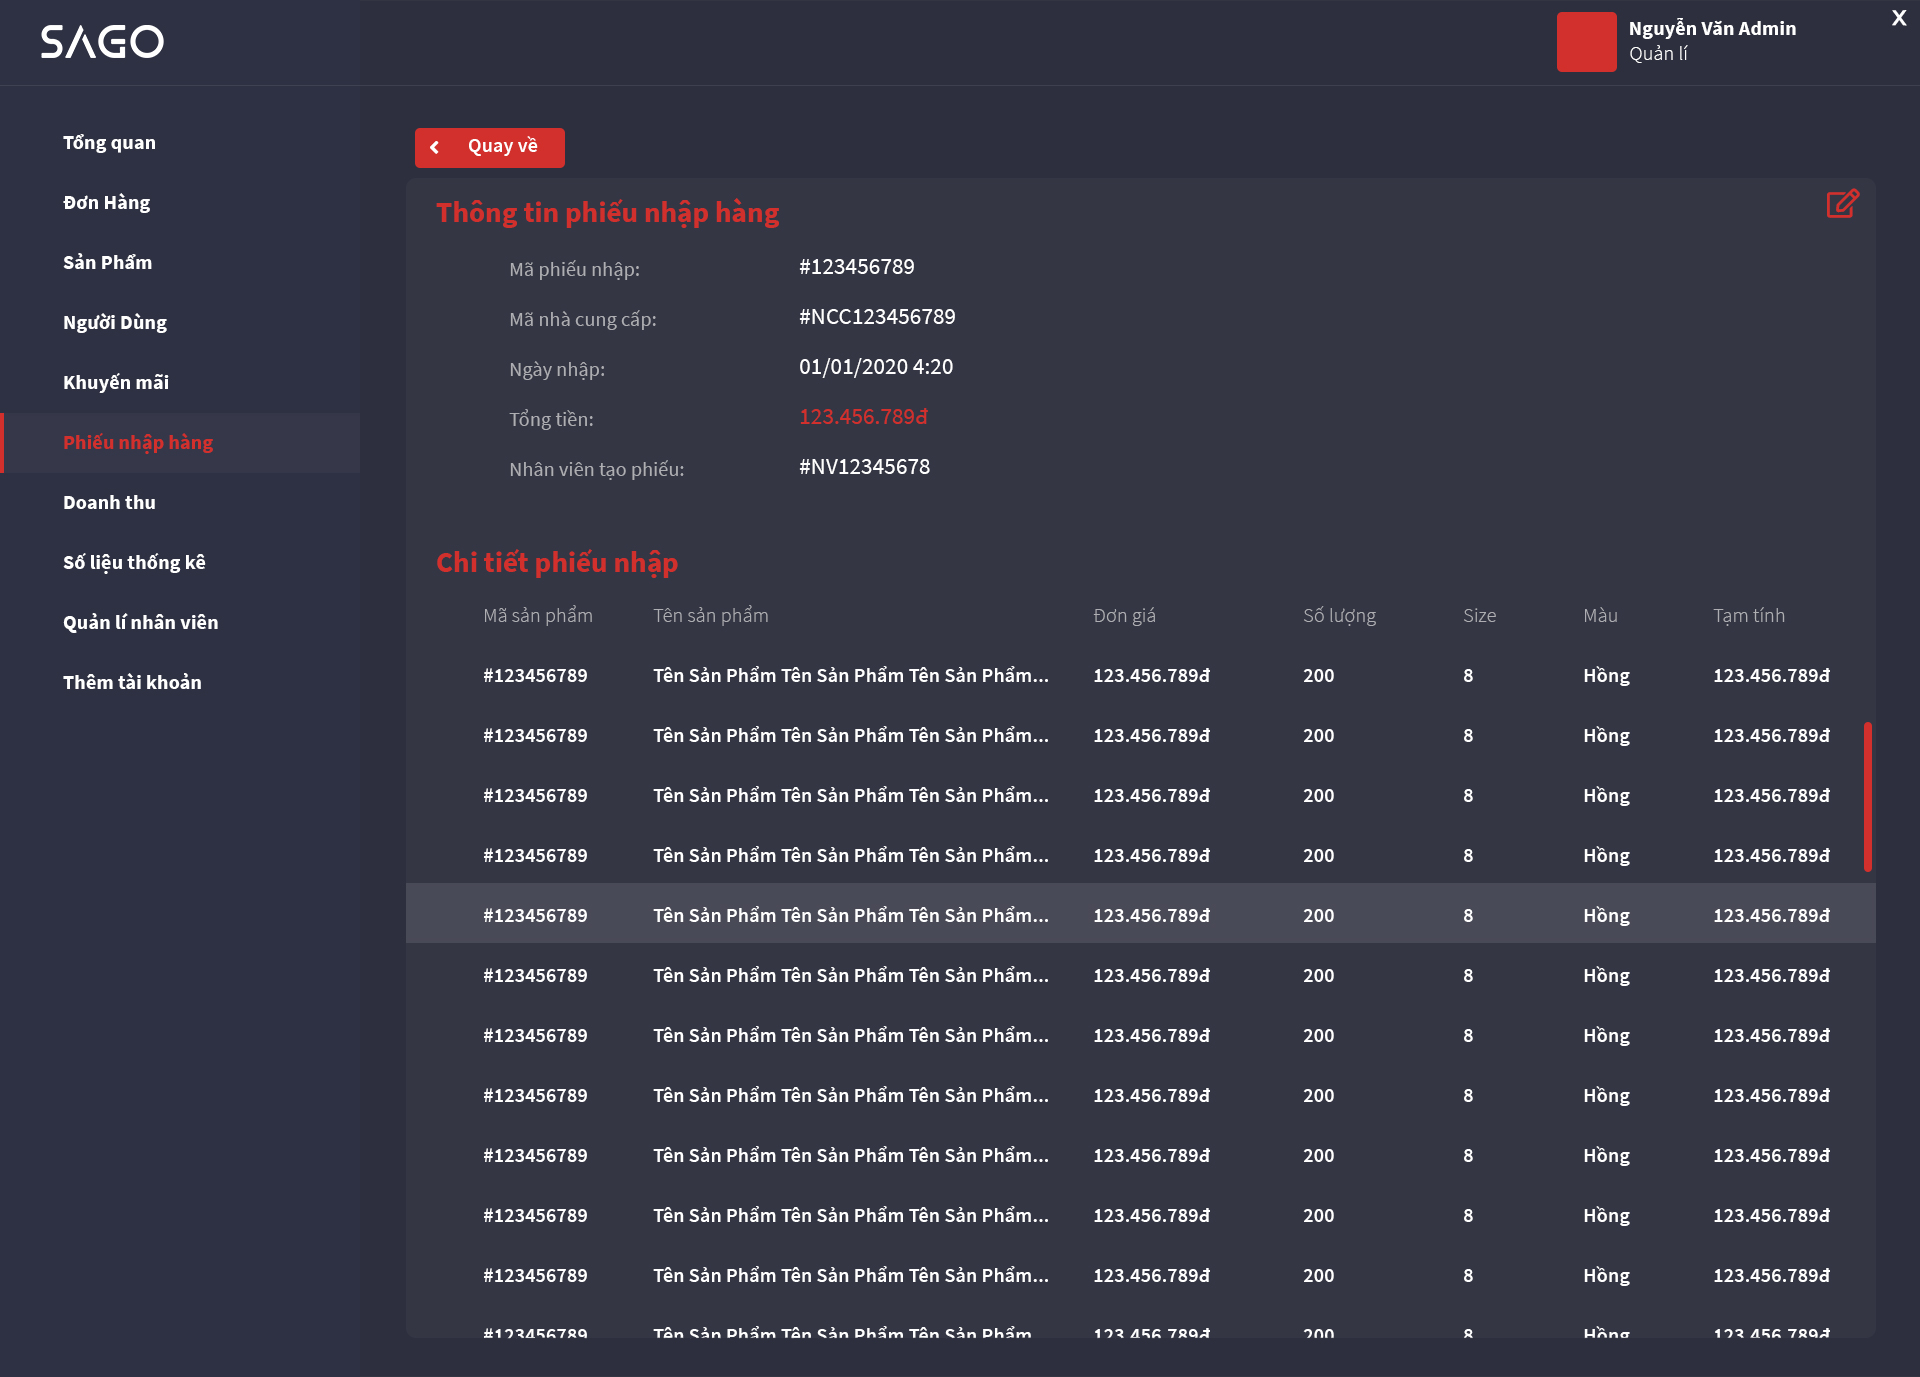 SAGO
Nguyễn Văn Admin
Quản lí
X
Tổng quan
Đơn Hàng
Sản Phẩm
Người Dùng
Khuyến mãi
Phiếu nhập hàng
Doanh thu
Số liệu thống kê
Quản lí nhân viên
Thêm tài khoản
Quay về
Thông tin phiếu nhập hàng
Mã phiếu nhập: #123456789
Mã nhà cung cấp: #NCC123456789
Ngày nhập: 01/01/2020 4:20
Tổng tiền: 123.456.789đ
Nhân viên tạo phiếu: #NV12345678
Chi tiết phiếu nhập
Mã sản phẩm Tên sản phẩm Đơn giá Số lượng Size Màu Tạm tính
#123456789 Tên Sản Phẩm Tên Sản Phẩm Tên Sản Phẩm... 123.456.789đ 200 8 Hồng 123.456.789đ
#123456789 Tên Sản Phẩm Tên Sản Phẩm Tên Sản Phẩm... 123.456.789đ 200 8 Hồng 123.456.789đ
#123456789 Tên Sản Phẩm Tên Sản Phẩm Tên Sản Phẩm... 123.456.789đ 200 8 Hồng 123.456.789đ
#123456789 Tên Sản Phẩm Tên Sản Phẩm Tên Sản Phẩm... 123.456.789đ 200 8 Hồng 123.456.789đ
#123456789 Tên Sản Phẩm Tên Sản Phẩm Tên Sản Phẩm... 123.456.789đ 200 8 Hồng 123.456.789đ
#123456789 Tên Sản Phẩm Tên Sản Phẩm Tên Sản Phẩm... 123.456.789đ 200 8 Hồng 123.456.789đ
#123456789 Tên Sản Phẩm Tên Sản Phẩm Tên Sản Phẩm... 123.456.789đ 200 8 Hồng 123.456.789đ
#123456789 Tên Sản Phẩm Tên Sản Phẩm Tên Sản Phẩm... 123.456.789đ 200 8 Hồng 123.456.789đ
#123456789 Tên Sản Phẩm Tên Sản Phẩm Tên Sản Phẩm... 123.456.789đ 200 8 Hồng 123.456.789đ
#123456789 Tên Sản Phẩm Tên Sản Phẩm Tên Sản Phẩm... 123.456.789đ 200 8 Hồng 123.456.789đ
#123456789 Tên Sản Phẩm Tên Sản Phẩm Tên Sản Phẩm... 123.456.789đ 200 8 Hồng 123.456.789đ
#123456789 Tên Sản Phẩm Tên Sản Phẩm Tên Sản Phẩm 123.456.789đ 200 8 Hồng 123.456.789đ